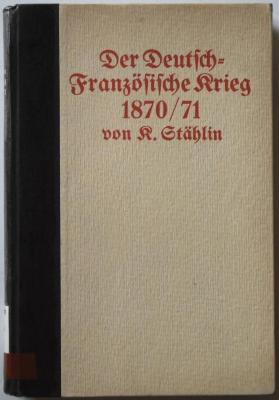 Der Deutsch-
Französische Krieg
1870/71
von K. Stählin